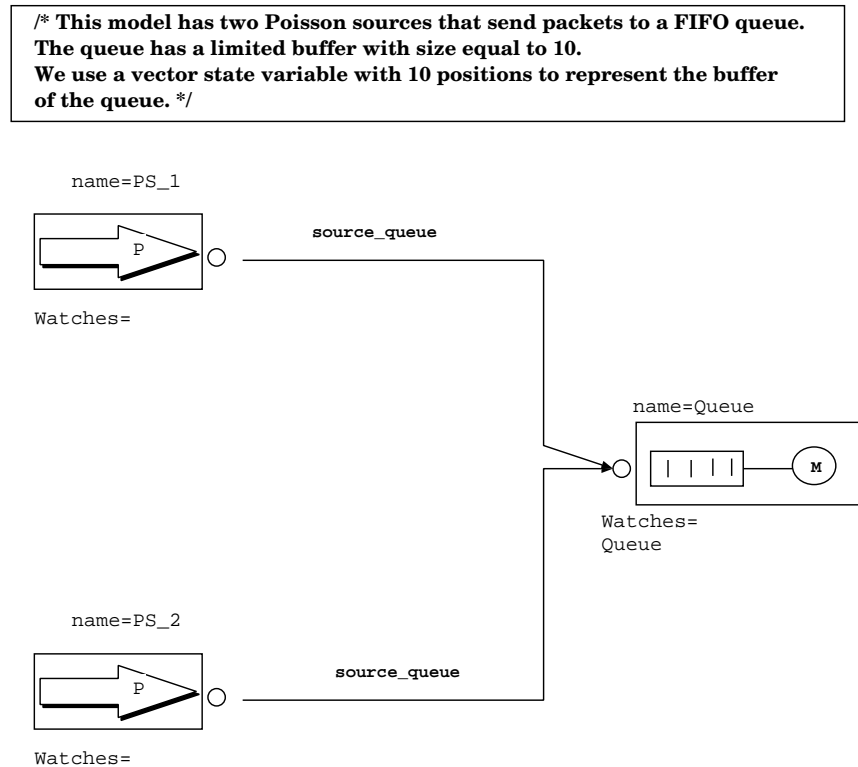 /* This model has two Poisson sources that send packets to a FIFO queue.
The queue has a limited buffer with size equal to 10.
We use a vector state variable with 10 positions to represent the buffer
of the queue. */
name=PS_1
source_queue
P
Watches=
name=Queue
M
Watches=
Queue
name=PS_2
source_queue
P
Watches=